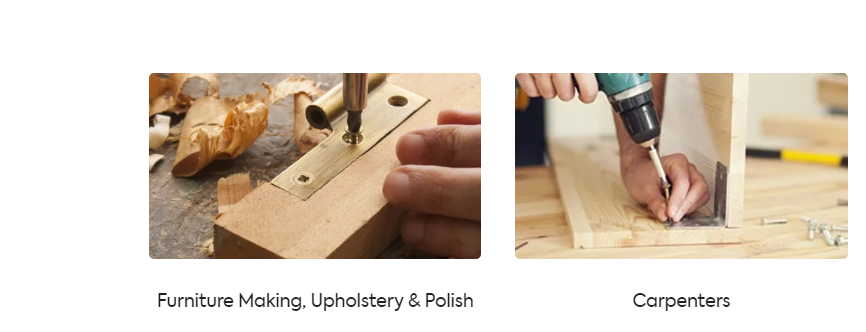 Furniture Making, Upholstery & Polish
Carpenters